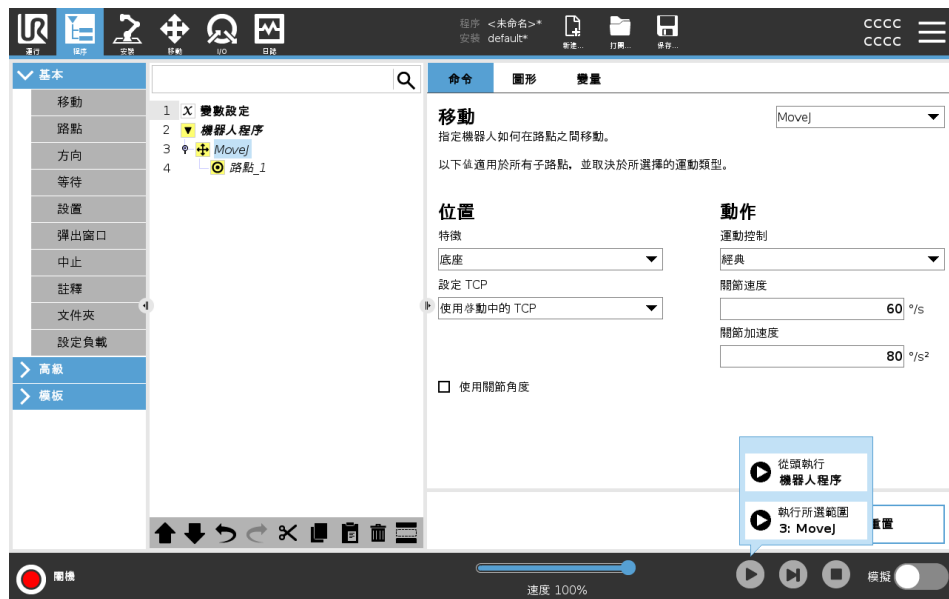 UR
運行
程序
安裝
移動
I/O
日誌
程序 <未命名>*
安裝 default*
新建...
打開...
保存...
CCCC
CCCC
基本
移動
路點
方向
等待
設置
彈出窗口
中止
註釋
文件夾
設定負載
高級
模板
1 X 變數設定
2 機器人程序
3 MoveJ
4 路點_1
命令 圖形 變量
移動
MoveJ
指定機器人如何在路點之間移動。
以下值適用於所有子路點，並取決於所選擇的運動類型。
位置
特徵
底座
設定 TCP
使用啓動中的 TCP
使用關節角度
動作
運動控制
經典
關節速度
60 °/s
關節加速度
80 °/s²
從頭執行
機器人程序
執行所選範圍
3: MoveJ
重置
關機
速度 100%
模擬